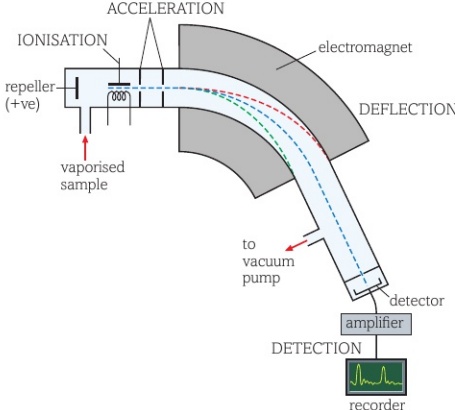 ACCELERATION
IONISATION
electromagnet
repeller
(+ve)
DEFLECTION
vaporised
sample
to
vacuum
pump
detector
amplifier
DETECTION
recorder